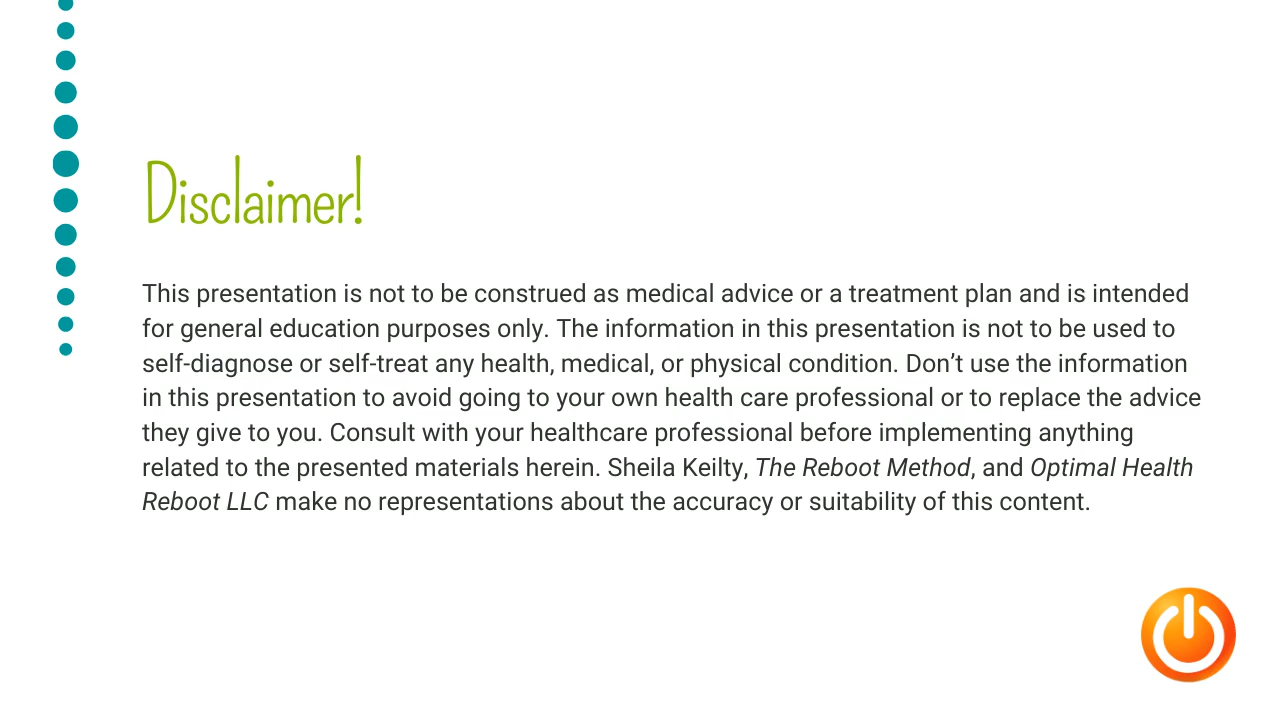 Disclaimer!
This presentation is not to be construed as medical advice or a treatment plan and is intended
for general education purposes only. The information in this presentation is not to be used to
self-diagnose or self-treat any health, medical, or physical condition. Don’t use the information
in this presentation to avoid going to your own health care professional or to replace the advice
they give to you. Consult with your healthcare professional before implementing anything
related to the presented materials herein. Sheila Keilty, The Reboot Method, and Optimal Health
Reboot LLC make no representations about the accuracy or suitability of this content.